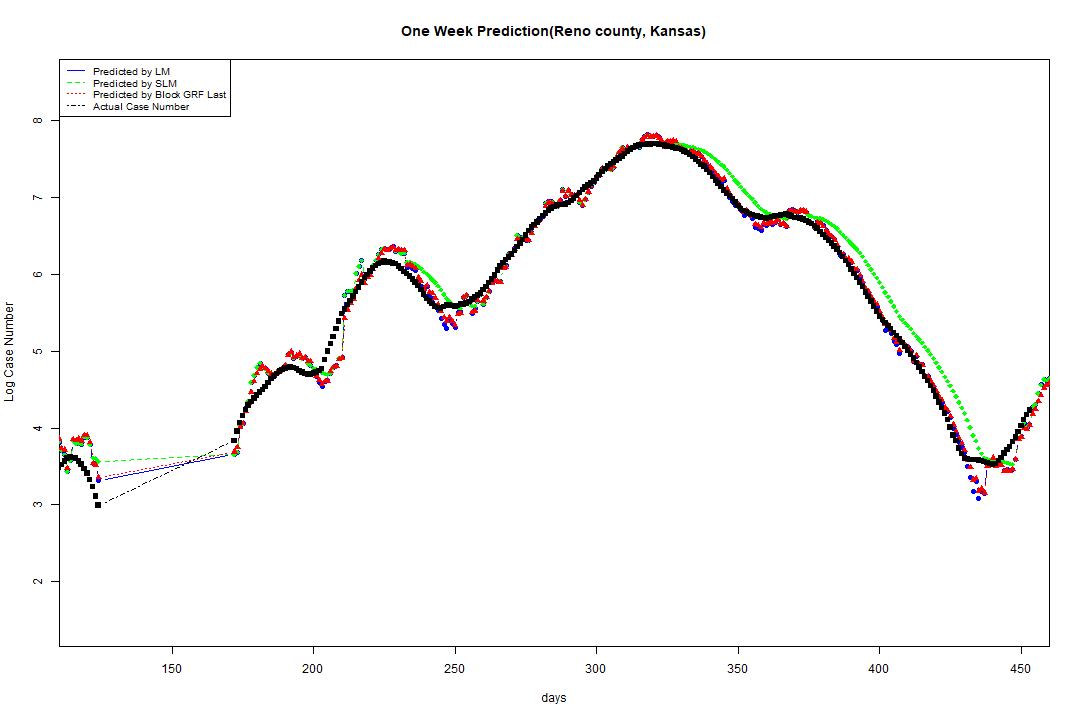 One Week Prediction(Reno county, Kansas)
Predicted by LM
Predicted by SLM
Predicted by Block GRF Last
Actual Case Number
8
7
6
5
4
3
2
Log Case Number
150 200 250 300 350 400 450
days